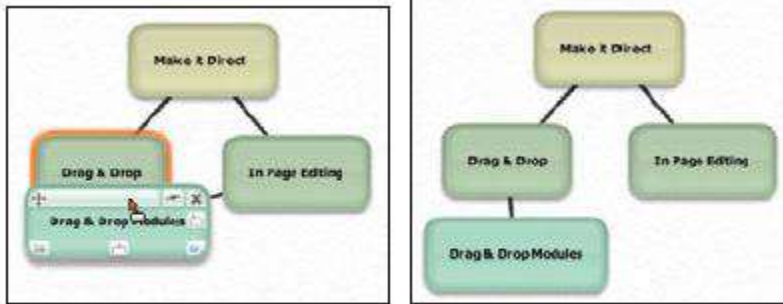 Make It Direct
Drag & Drop
In Page Editing
Drag & Drop Modules
Make It Direct
Drag & Drop
In Page Editing
Drag & Drop Modules